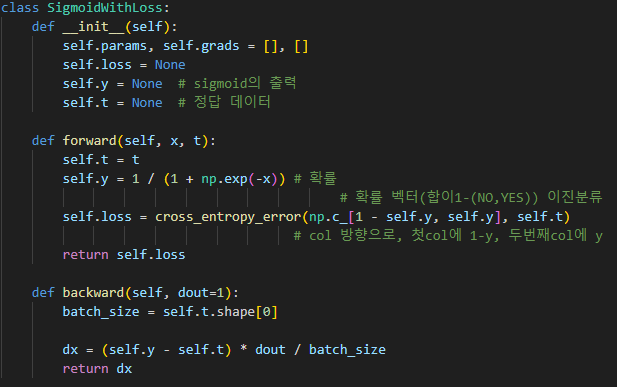 class SigmoidWithLoss:
    def __init__(self):
        self.params, self.grads = [], []
        self.loss = None
        self.y = None  # sigmoid의 출력
        self.t = None  # 정답 데이터

    def forward(self, x, t):
        self.t = t
        self.y = 1 / (1 + np.exp(-x)) # 확률
                                            # 확률 벡터(합이1-(NO,YES)) 이진분류
        self.loss = cross_entropy_error(np.c_[1 - self.y, self.y], self.t)
                                      # col 방향으로, 첫col에 1-y, 두번째col에 y
        return self.loss

    def backward(self, dout=1):
        batch_size = self.t.shape[0]

        dx = (self.y - self.t) * dout / batch_size
        return dx